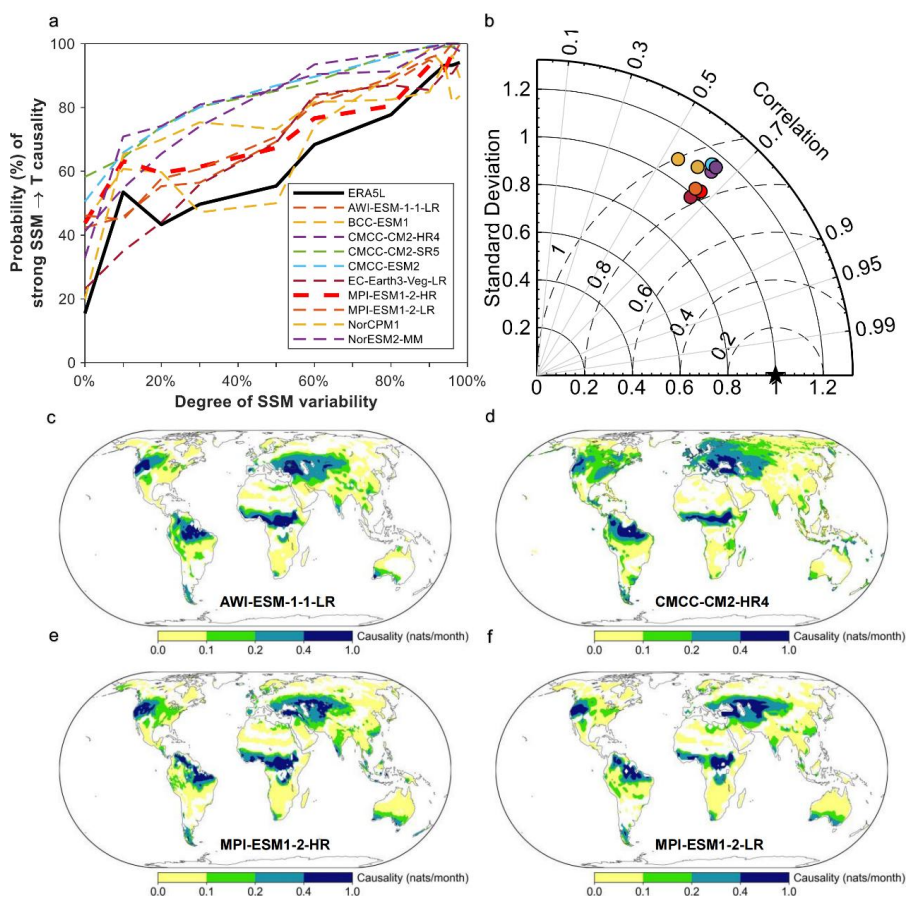 a
Probability (%) of
strong SSM → T causality
100
80
60
40
20
0
ERA5L
AWI-ESM-1-1-LR
BCC-ESM1
CMCC-CM2-HR4
CMCC-CM2-SR5
CMCC-ESM2
EC-Earth3-Veg-LR
MPI-ESM1-2-HR
MPI-ESM1-2-LR
NorCPM1
NorESM2-MM
0% 20% 40% 60% 80% 100%
Degree of SSM variability
b
Standard Deviation
1.2
1
0.8
0.6
0.4
0.2
0 0.2 0.4 0.6 0.8 1 1.2
0.1
0.3
0.5
0.7
0.9
0.95
0.99
Correlation
1
0.8
0.6
0.4
0.2
c
AWI-ESM-1-1-LR
0.0 0.1 0.2 0.4 1.0
Causality (nats/month)
d
CMCC-CM2-HR4
0.0 0.1 0.2 0.4 1.0
Causality (nats/month)
e
MPI-ESM1-2-HR
0.0 0.1 0.2 0.4 1.0
Causality (nats/month)
f
MPI-ESM1-2-LR
0.0 0.1 0.2 0.4 1.0
Causality (nats/month)